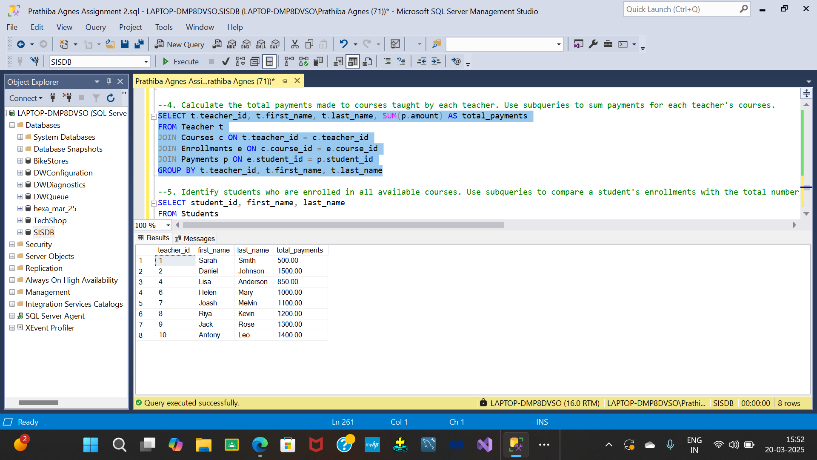 Prathiba Agnes Assignment 2.sql - LAPTOP-DMP8DVSO.SISDB (LAPTOP-DMP8DVSO\Prathiba Agnes (71))* - Microsoft SQL Server Management Studio
Quick Launch (Ctrl+Q)
File Edit View Query Project Tools Window Help
New Query
SISDB
Execute
Object Explorer
Prathiba Agnes Assi...rathiba Agnes (71))*
Connect
LAPTOP-DMP8DVSO (SQL Serve
Databases
System Databases
Database Snapshots
BikeStores
DWConfiguration
DWDiagnostics
DWQueue
hexa_mar_25
TechShop
SISDB
Security
Server Objects
Replication
Always On High Availability
Management
Integration Services Catalogs
SQL Server Agent
XEvent Profiler
--4. Calculate the total payments made to courses taught by each teacher. Use subqueries to sum payments for each teacher's courses.
SELECT t.teacher_id, t.first_name, t.last_name, SUM(p.amount) AS total_payments
FROM Teacher t
JOIN Courses c ON t.teacher_id = c.teacher_id
JOIN Enrollments e ON c.course_id = e.course_id
JOIN Payments p ON e.student_id = p.student_id
GROUP BY t.teacher_id, t.first_name, t.last_name
--5. Identify students who are enrolled in all available courses. Use subqueries to compare a student's enrollments with the total number
SELECT student_id, first_name, last_name
FROM Students
100 %
Results Messages
teacher_id first_name last_name total_payments
1 1 Sarah Smith 500.00
2 2 Daniel Johnson 1500.00
3 4 Lisa Anderson 850.00
4 6 Helen Mary 1000.00
5 7 Joash Melvin 1100.00
6 8 Riya Kevin 1200.00
7 9 Jack Rose 1300.00
8 10 Antony Leo 1400.00
Query executed successfully.
LAPTOP-DMP8DVSO (16.0 RTM) LAPTOP-DMP8DVSO\Prathi... SISDB 00:00:00 8 rows
Ready
Ln 261 Col 1 Ch 1 INS
2
ENG
IN
15:52
20-03-2025